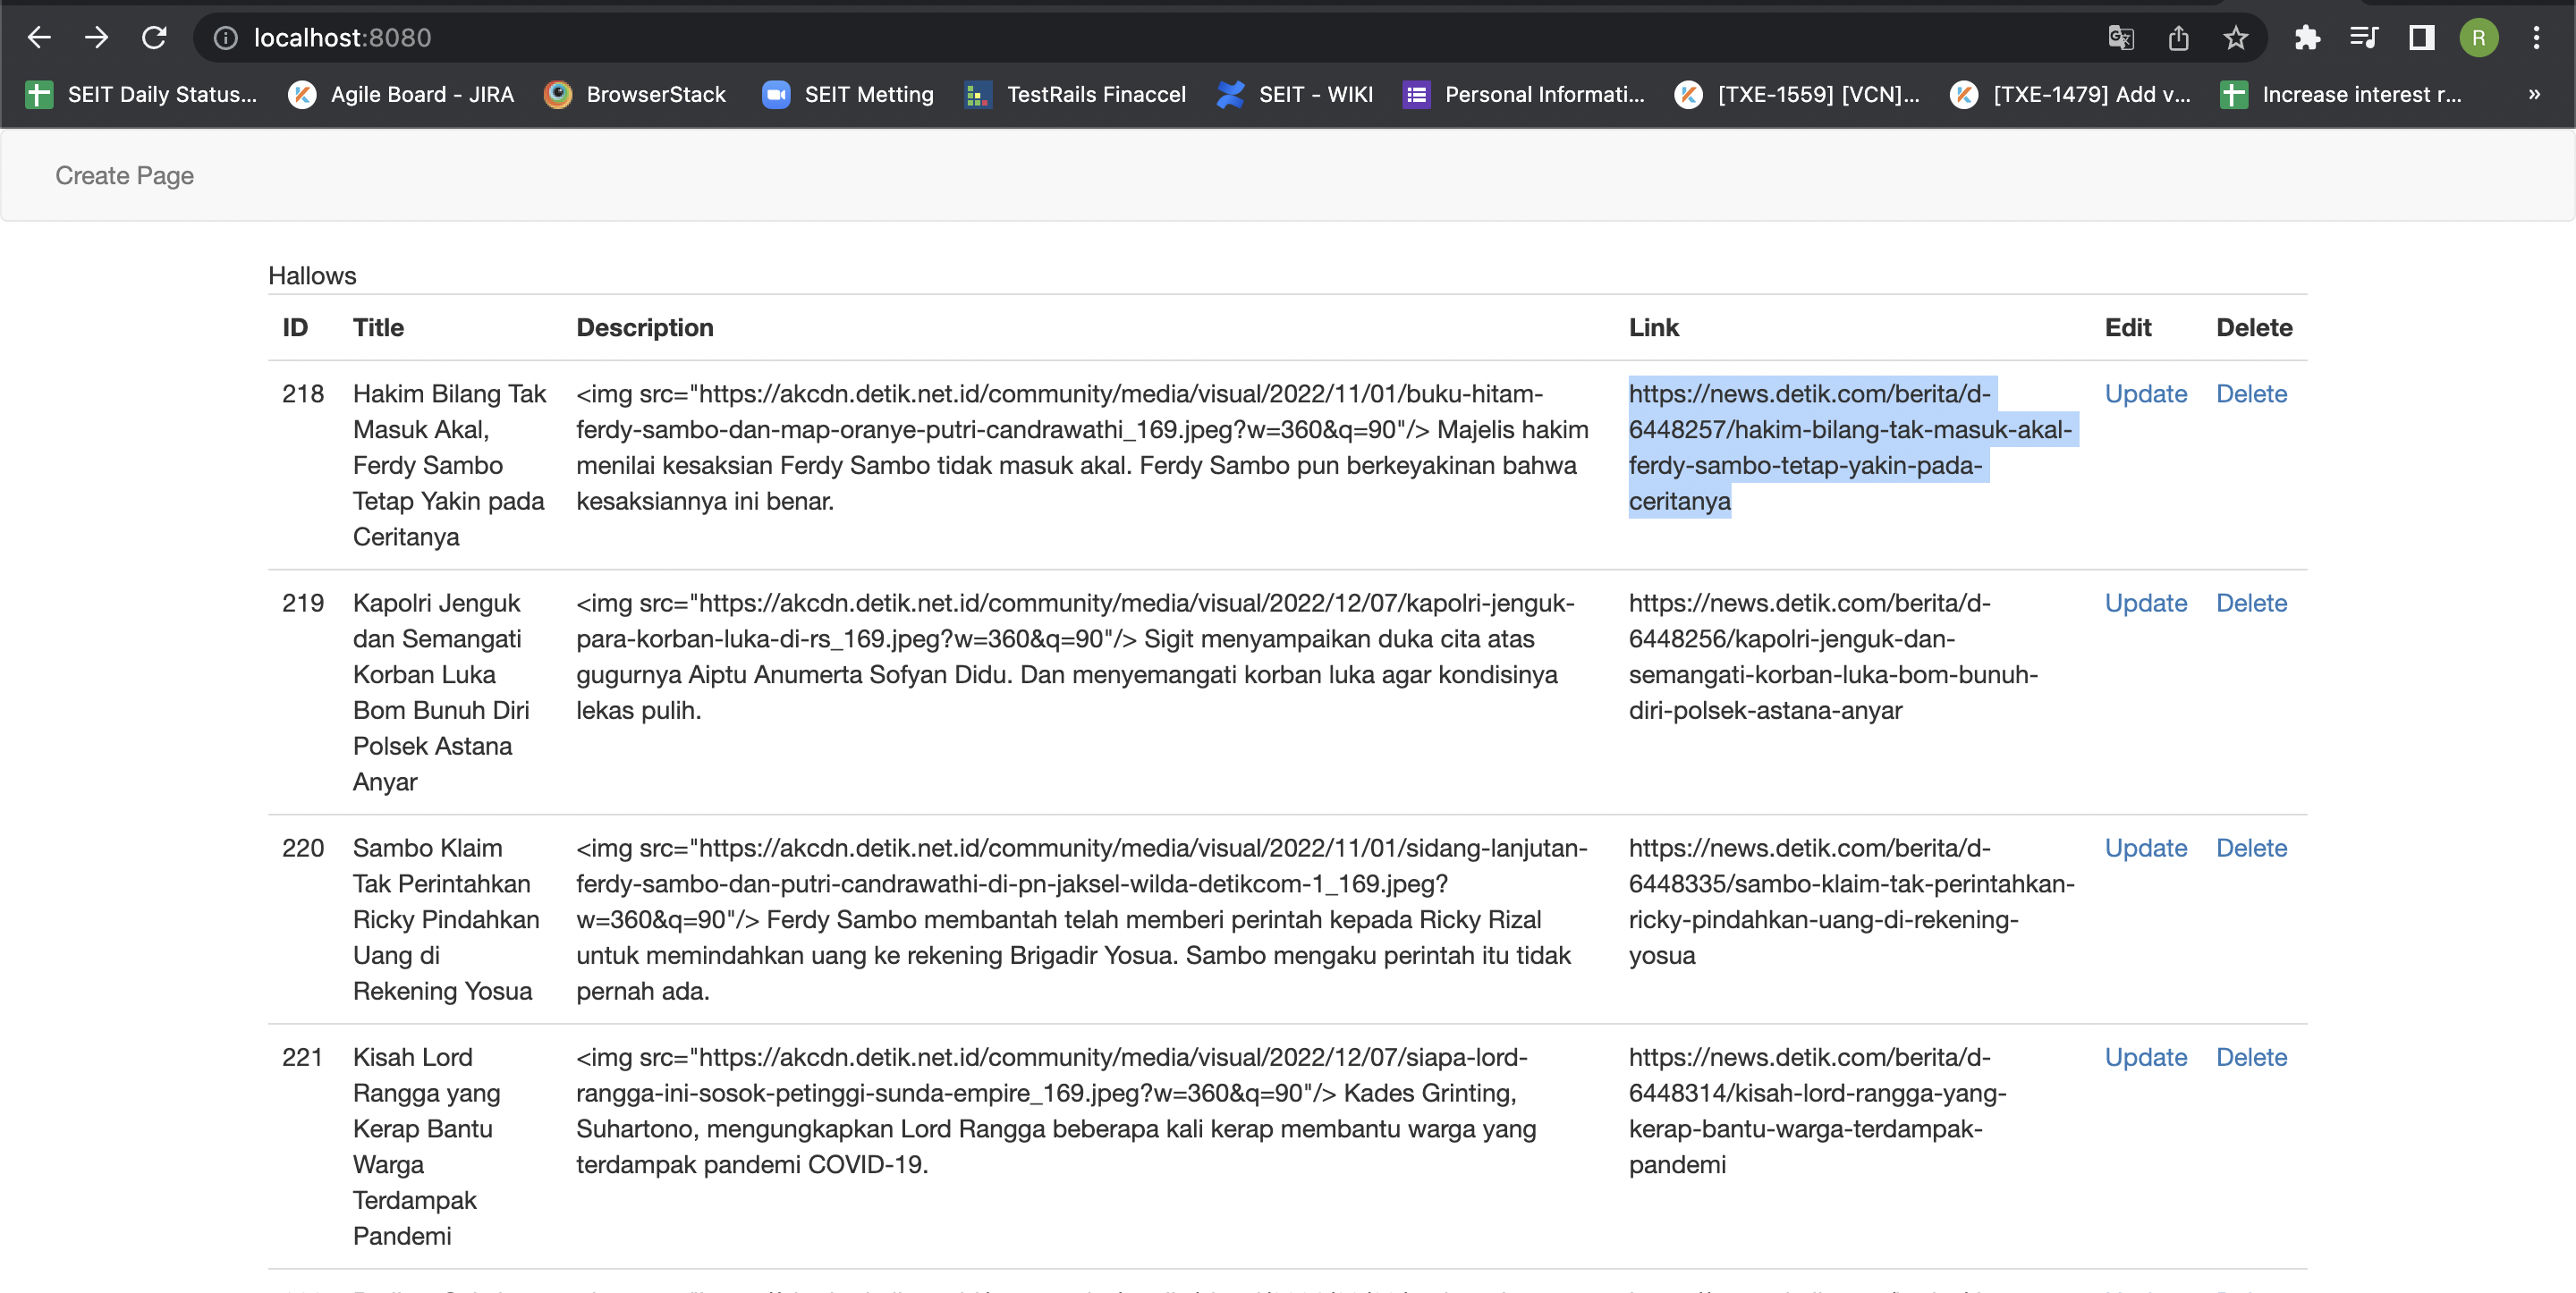 localhost:8080
R
SEIT Daily Status...
Agile Board - JIRA
BrowserStack
SEIT Metting
TestRails Finaccel
SEIT - WIKI
Personal Informati...
[TXE-1559] [VCN]...
[TXE-1479] Add v...
Increase interest r...
»
Create Page
Hallows
ID Title Description Link Edit Delete
218
Hakim Bilang Tak
Masuk Akal,
Ferdy Sambo
Tetap Yakin pada
Ceritanya
<img src="https://akcdn.detik.net.id/community/media/visual/2022/11/01/buku-hitam-
ferdy-sambo-dan-map-oranye-putri-candrawathi_169.jpeg?w=360&q=90"/> Majelis hakim
menilai kesaksian Ferdy Sambo tidak masuk akal. Ferdy Sambo pun berkeyakinan bahwa
kesaksiannya ini benar.
https://news.detik.com/berita/d-
6448257/hakim-bilang-tak-masuk-akal-
ferdy-sambo-tetap-yakin-pada-
ceritanya
Update
Delete
219
Kapolri Jenguk
dan Semangati
Korban Luka
Bom Bunuh Diri
Polsek Astana
Anyar
<img src="https://akcdn.detik.net.id/community/media/visual/2022/12/07/kapolri-jenguk-
para-korban-luka-di-rs_169.jpeg?w=360&q=90"/> Sigit menyampaikan duka cita atas
gugurnya Aiptu Anumerta Sofyan Didu. Dan menyemangati korban luka agar kondisinya
lekas pulih.
https://news.detik.com/berita/d-
6448256/kapolri-jenguk-dan-
semangati-korban-luka-bom-bunuh-
diri-polsek-astana-anyar
Update
Delete
220
Sambo Klaim
Tak Perintahkan
Ricky Pindahkan
Uang di
Rekening Yosua
<img src="https://akcdn.detik.net.id/community/media/visual/2022/11/01/sidang-lanjutan-
ferdy-sambo-dan-putri-candrawathi-di-pn-jaksel-wilda-detikcom-1_169.jpeg?
w=360&q=90"/> Ferdy Sambo membantah telah memberi perintah kepada Ricky Rizal
untuk memindahkan uang ke rekening Brigadir Yosua. Sambo mengaku perintah itu tidak
pernah ada.
https://news.detik.com/berita/d-
6448335/sambo-klaim-tak-perintahkan-
ricky-pindahkan-uang-di-rekening-
yosua
Update
Delete
221
Kisah Lord
Rangga yang
Kerap Bantu
Warga
Terdampak
Pandemi
<img src="https://akcdn.detik.net.id/community/media/visual/2022/12/07/siapa-lord-
rangga-ini-sosok-petinggi-sunda-empire_169.jpeg?w=360&q=90"/> Kades Grinting,
Suhartono, mengungkapkan Lord Rangga beberapa kali kerap membantu warga yang
terdampak pandemi COVID-19.
https://news.detik.com/berita/d-
6448314/kisah-lord-rangga-yang-
kerap-bantu-warga-terdampak-
pandemi
Update
Delete